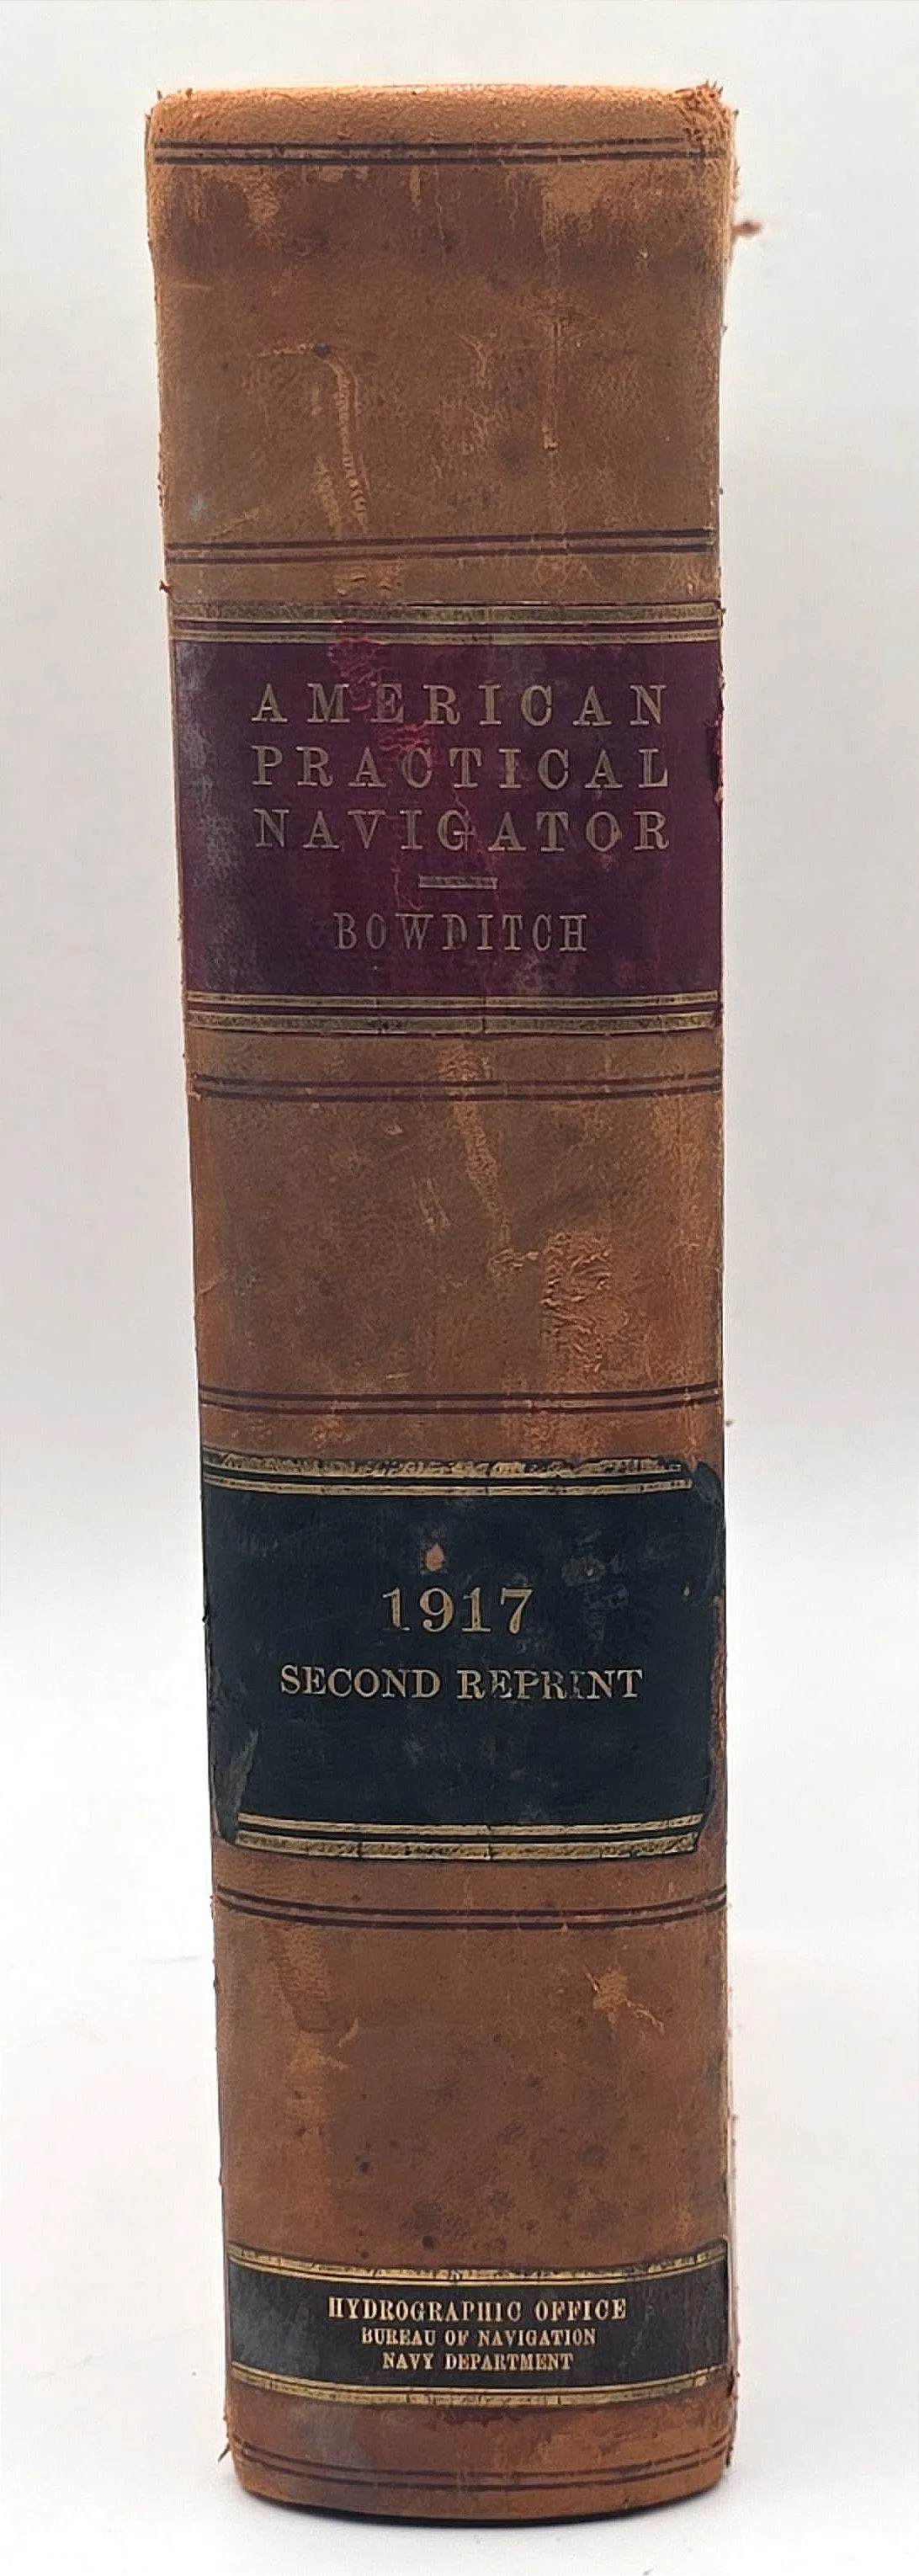 AMERICAN
PRACTICAL
NAVIGATOR
BOWDITCH
1917
SECOND REPRINT
HYDROGRAPHIC OFFICE
BUREAU OF NAVIGATION
NAVY DEPARTMENT